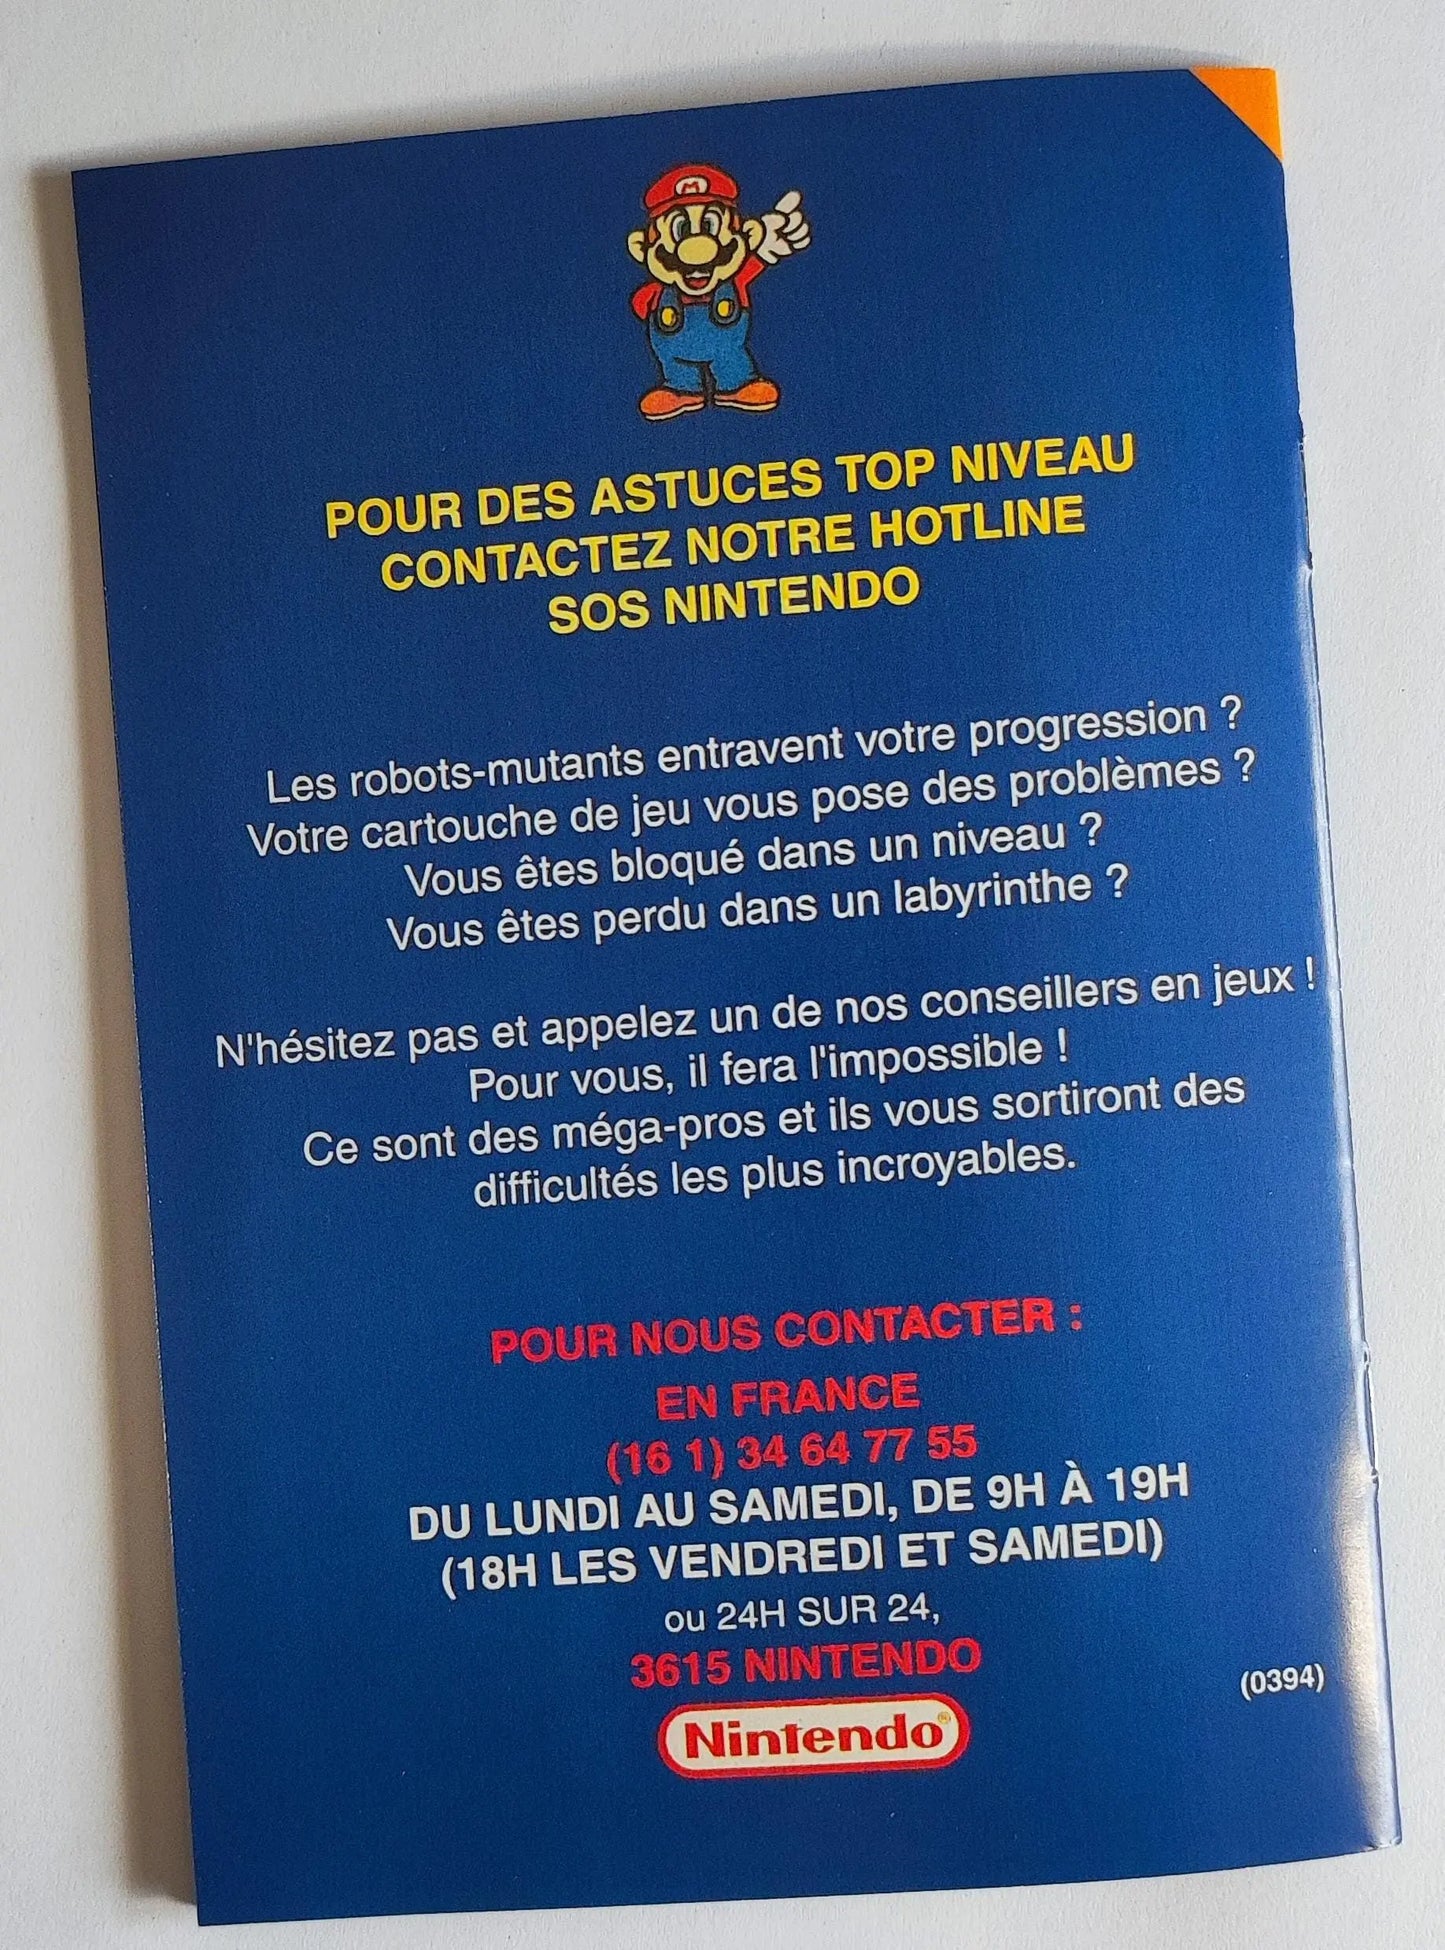 M
POUR DES ASTUCES TOP NIVEAU
CONTACTEZ NOTRE HOTLINE
SOS NINTENDO
Les robots-mutants entravent votre progression ?
Votre cartouche de jeu vous pose des problèmes ?
Vous êtes bloqué dans un niveau ?
Vous êtes perdu dans un labyrinthe ?
N'hésitez pas et appelez un de nos conseillers en jeux !
Pour vous, il fera l'impossible !
Ce sont des méga-pros et ils vous sortiront des
difficultés les plus incroyables.
POUR NOUS CONTACTER :
EN FRANCE
(16 1) 34 64 77 55
DU LUNDI AU SAMEDI, DE 9H À 19H
(18H LES VENDREDI ET SAMEDI)
ou 24H SUR 24,
3615 NINTENDO
(0394)
Nintendo®